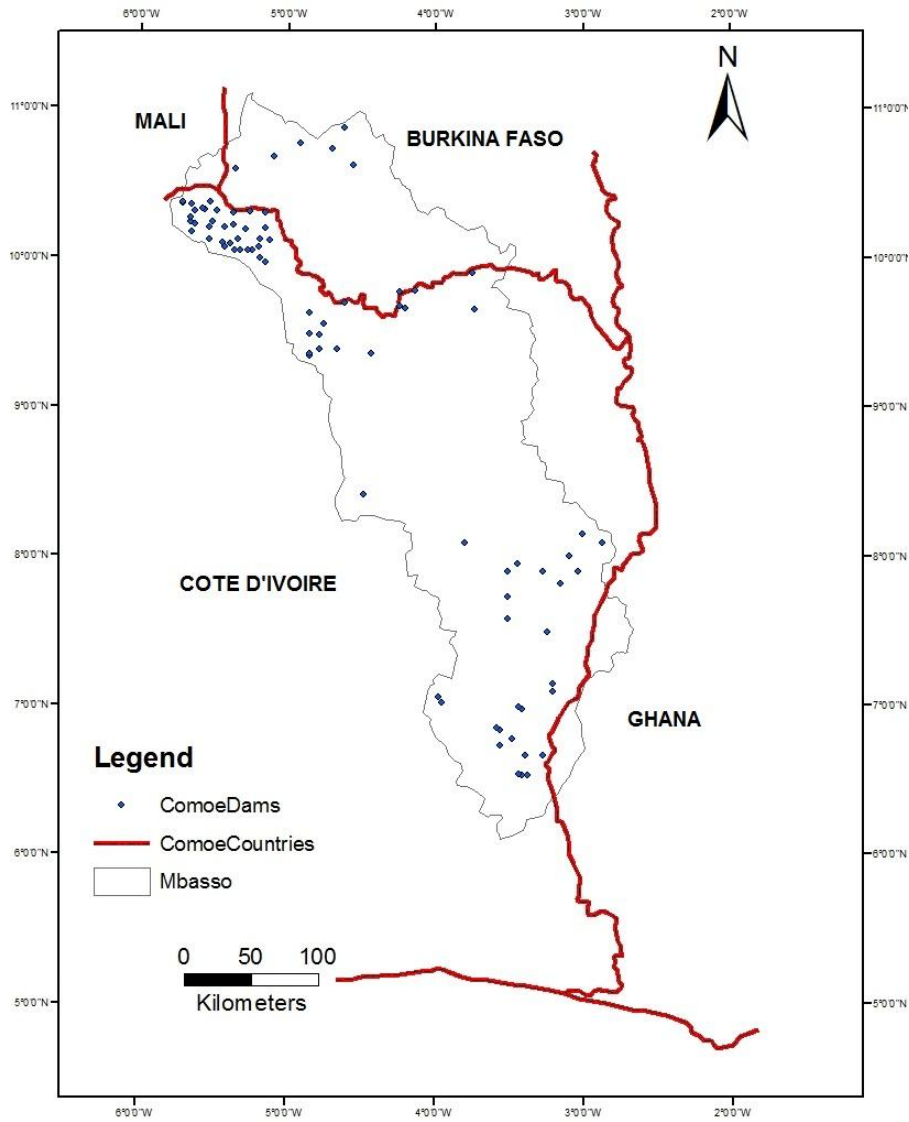 6°0'0"W 5°0'0"W 4°0'0"W 3°0'0"W 2°0'0"W
N
11°0'0"N 11°0'0"N
MALI
BURKINA FASO
10°0'0"N 10°0'0"N
9°0'0"N 9°0'0"N
8°0'0"N 8°0'0"N
COTE D'IVOIRE
7°0'0"N 7°0'0"N
GHANA
Legend
ComoeDams
ComoeCountries
Mbasso
6°0'0"N 6°0'0"N
0 50 100
Kilometers
5°0'0"N 5°0'0"N
6°0'0"W 5°0'0"W 4°0'0"W 3°0'0"W 2°0'0"W